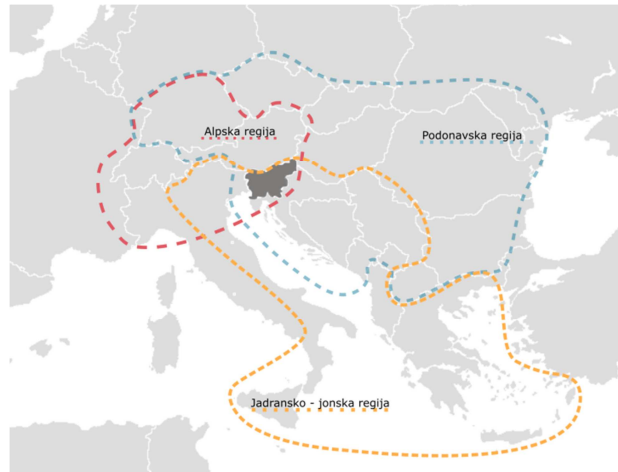 Alpska regija
Podonavska regija
Jadransko - jonska regija